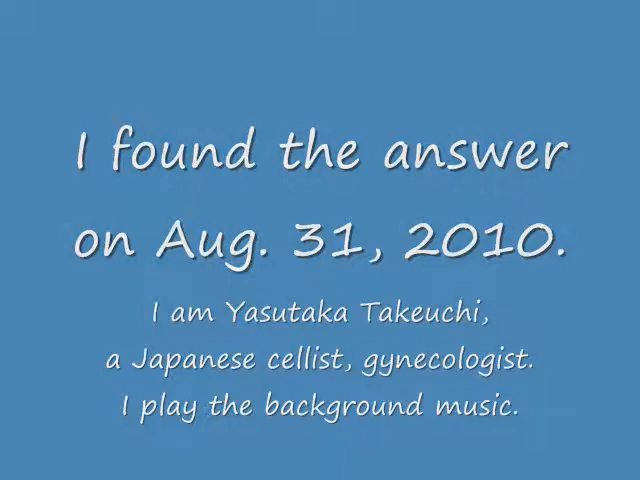 I found the answer
on Aug. 31, 2010.
I am Yasutaka Takeuchi,
a Japanese cellist, gynecologist.
I play the background music.